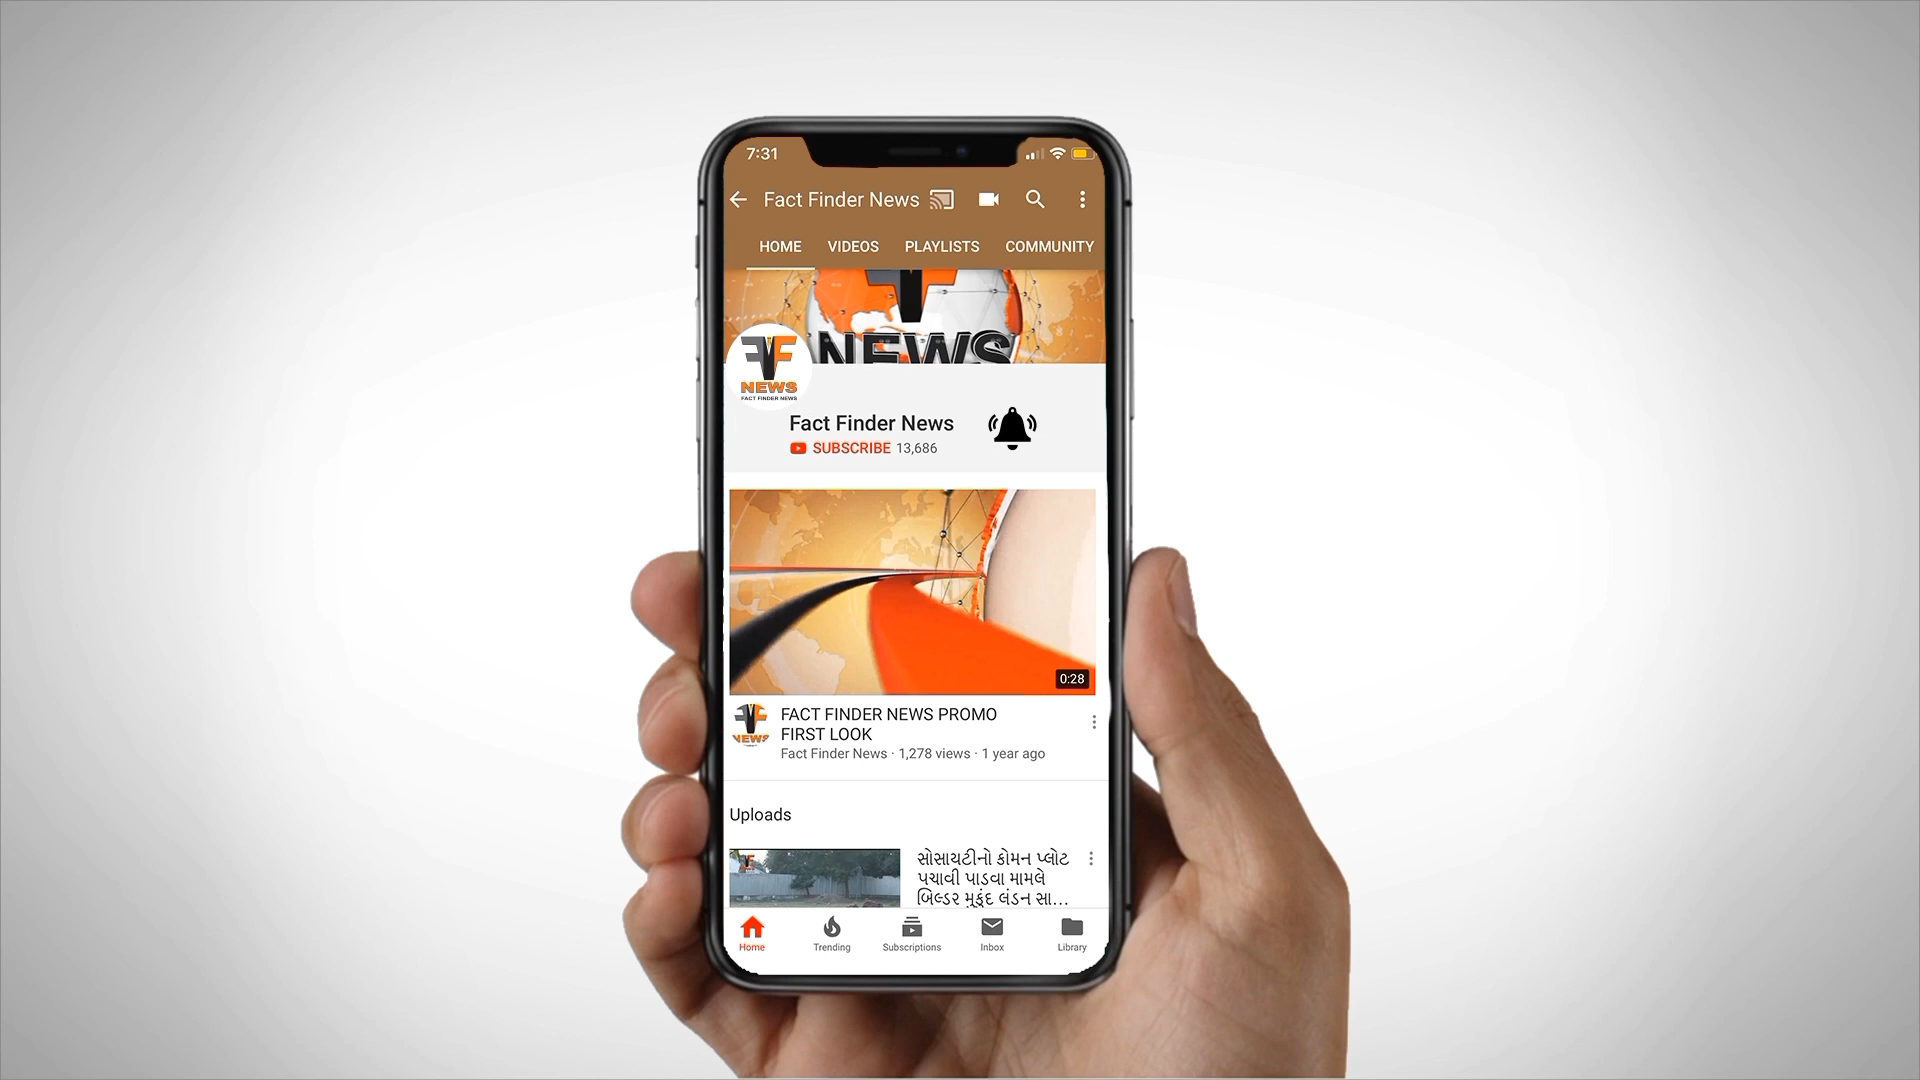 7:31
Fact Finder News
HOME VIDEOS PLAYLISTS COMMUNITY
NEWS
NEWS
FACT FINDER NEWS
Fact Finder News
SUBSCRIBE 13,686
0:28
FACT FINDER NEWS PROMO
FIRST LOOK
NEWS
Fact Finder News · 1,278 views · 1 year ago
Uploads
સોસાયટીનો કોમન પ્લોટ
પચાવી પાડવા મામલે
બિલ્ડર મુકુંદ લંડન સા...
Home Trending Subscriptions Inbox Library